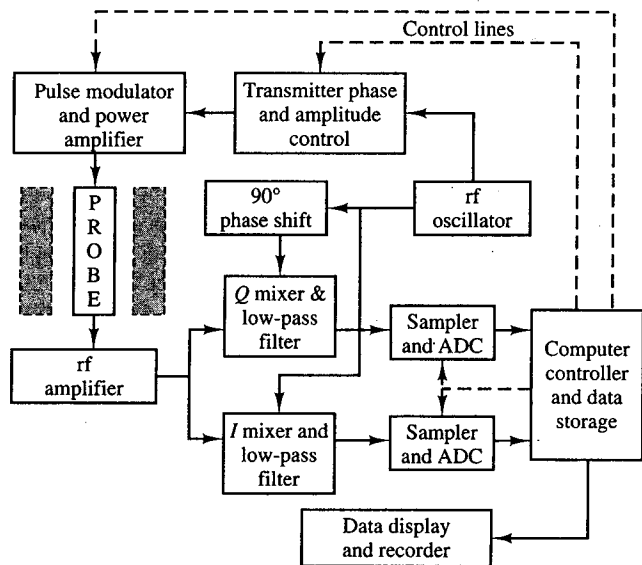 Control lines
Pulse modulator
and power
amplifier
Transmitter phase
and amplitude
control
P
R
O
B
E
90°
phase shift
rf
oscillator
Q mixer &
low-pass
filter
Sampler
and ADC
Computer
controller
and data
storage
rf
amplifier
I mixer and
low-pass
filter
Sampler
and ADC
Data display
and recorder